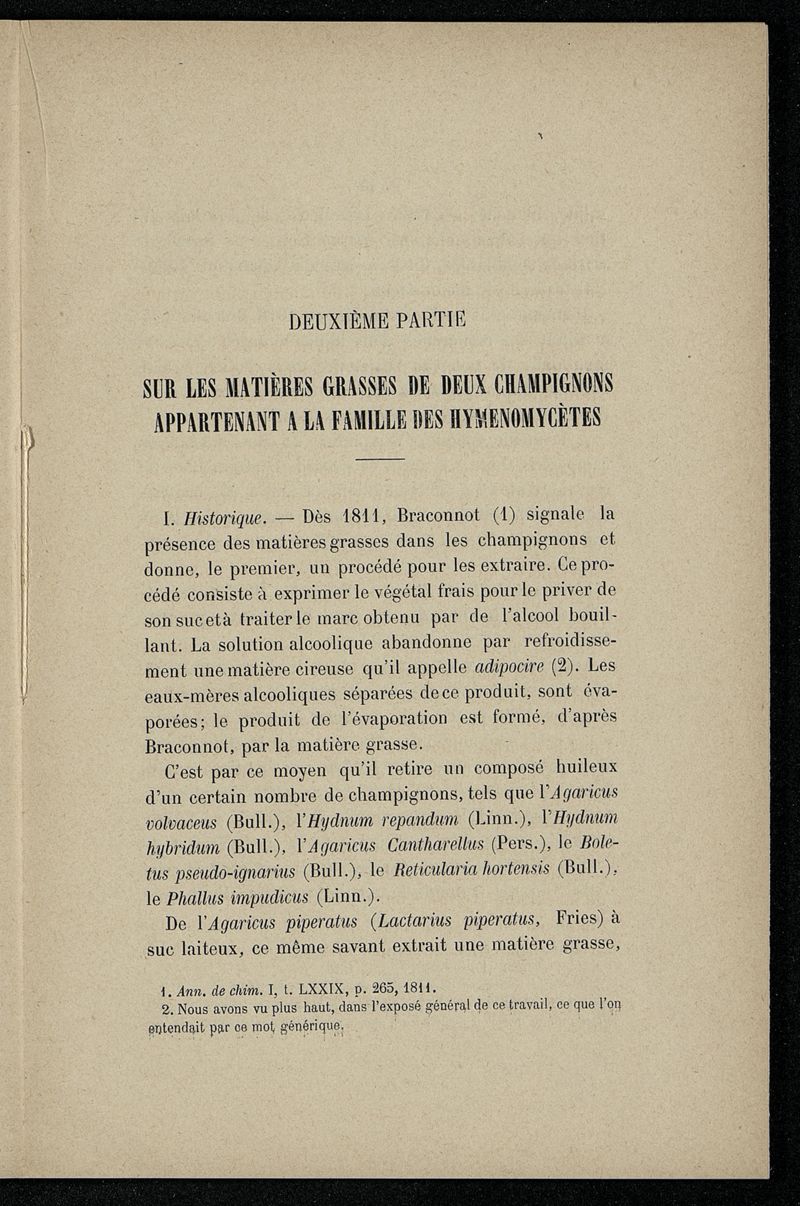 DEUXIÈME PARTIE
SUR LES MATIÈRES GRASSES DE DEUX CHAMPIGNONS
APPARTENANT A LA FAMILLE DES HYMENOMYCÈTES
I. Historique. — Dès 1811, Braconnot (1) signale la
présence des matières grasses dans les champignons et
donne, le premier, un procédé pour les extraire. Ce pro-
cédé consiste à exprimer le végétal frais pour le priver de
son suc et à traiter le marc obtenu par de l'alcool bouil-
lant. La solution alcoolique abandonne par refroidisse-
ment une matière cireuse qu'il appelle adipocire (2). Les
eaux-mères alcooliques séparées de ce produit, sont éva-
porées; le produit de l'évaporation est formé, d'après
Braconnot, par la matière grasse.
C'est par ce moyen qu'il retire un composé huileux
d'un certain nombre de champignons, tels que l'Agaricus
volvaceus (Bull.), l'Hydnum repandum (Linn.), l'Hydnum
hybridum (Bull.), l'Agaricus Cantharellus (Pers.), le Bole-
tus pseudo-ignarius (Bull.), le Reticularia hortensis (Bull.),
le Phallus impudicus (Linn.).
De l'Agaricus piperatus (Lactarius piperatus, Fries) à
suc laiteux, ce même savant extrait une matière grasse,
1. Ann. de chim. I, t. LXXIX, p. 265, 1811.
2. Nous avons vu plus haut, dans l'exposé général de ce travail, ce que l'on
entendait par ce mot générique.